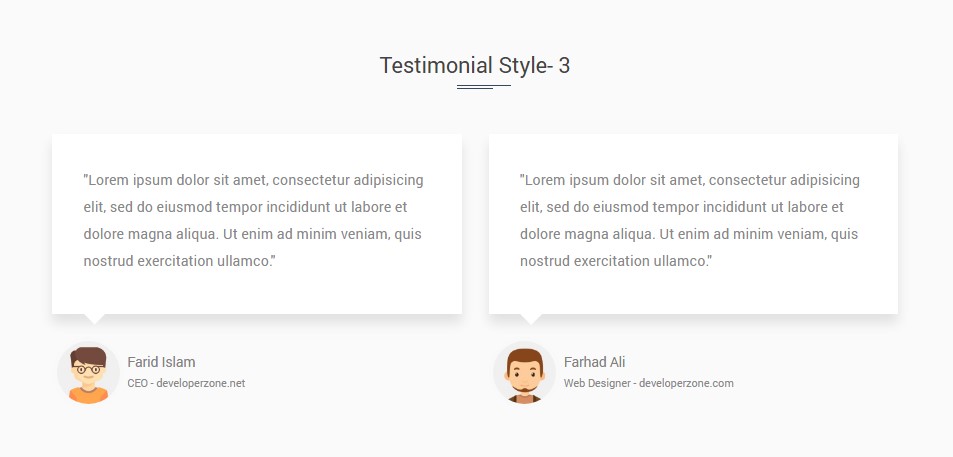 Testimonial Style- 3
"Lorem ipsum dolor sit amet, consectetur adipisicing
elit, sed do eiusmod tempor incididunt ut labore et
dolore magna aliqua. Ut enim ad minim veniam, quis
nostrud exercitation ullamco."
Farid Islam
CEO - developerzone.net
"Lorem ipsum dolor sit amet, consectetur adipisicing
elit, sed do eiusmod tempor incididunt ut labore et
dolore magna aliqua. Ut enim ad minim veniam, quis
nostrud exercitation ullamco."
Farhad Ali
Web Designer - developerzone.com